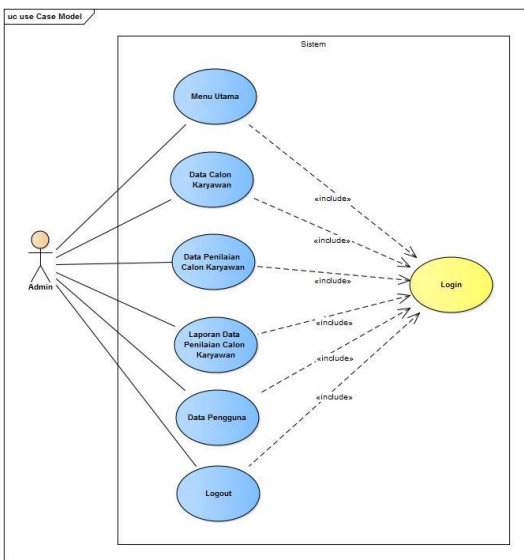 uc use Case Model
Sistem
Menu Utama
Data Calon
Karyawan
«include»
«include»
Data Penilaian
Calon Karyawan
«include»
Admin
Login
Laporan Data
Penilaian Calon
Karyawan
«include»
«include»
Data Pengguna
«include»
Logout